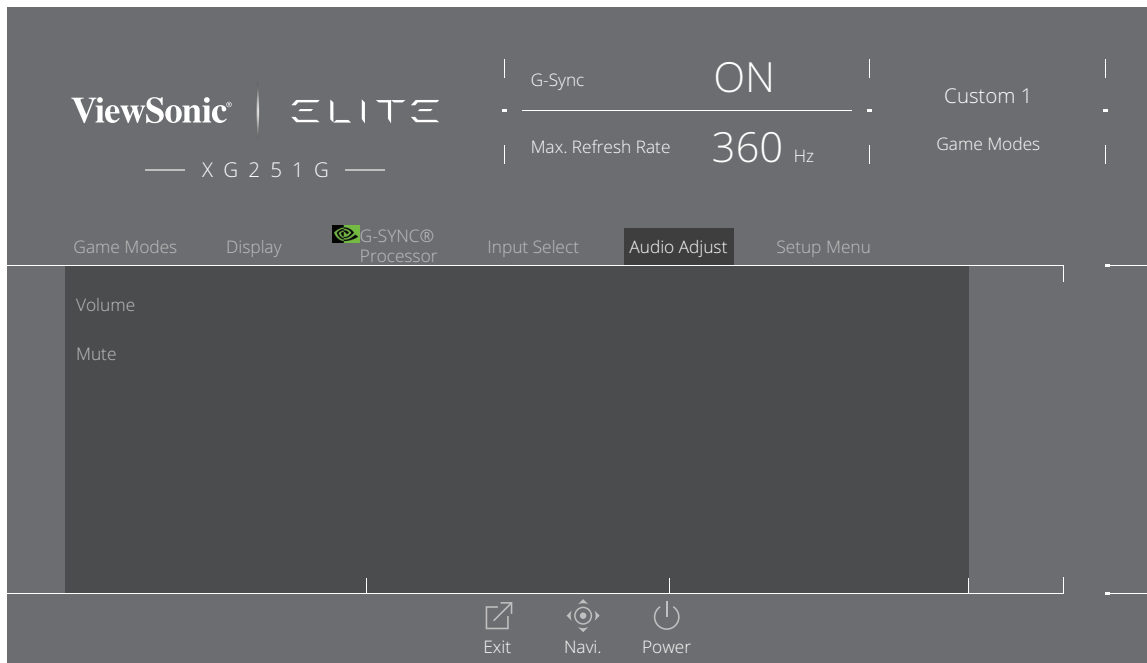 ViewSonic® ELITE
XG251G
G-Sync ON
Max. Refresh Rate 360 Hz
Custom 1
Game Modes
Game Modes Display G-SYNC® Processor Input Select Audio Adjust Setup Menu
Volume
Mute
Exit Navi. Power